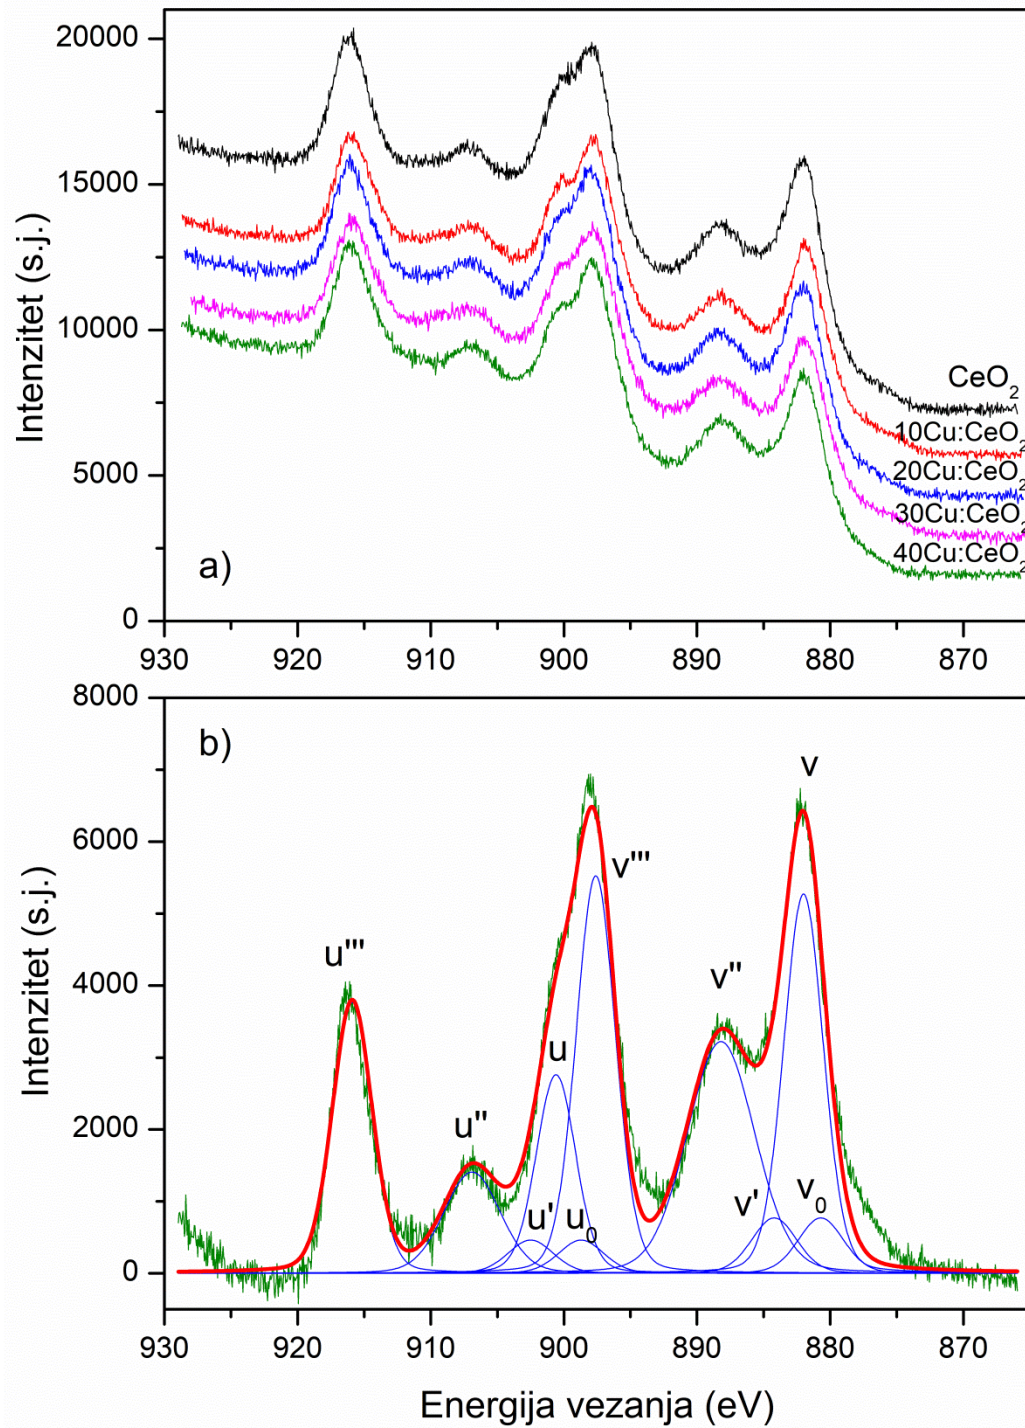 20000
15000
10000
5000
0
Intenzitet (s.j.)
CeO2
10Cu:CeO2
20Cu:CeO2
30Cu:CeO2
40Cu:CeO2
a)
930 920 910 900 890 880 870
8000
6000
4000
2000
0
Intenzitet (s.j.)
b)
v
v'''
u'''
v''
u
u''
u' u0
v' v0
930 920 910 900 890 880 870
Energija vezanja (eV)